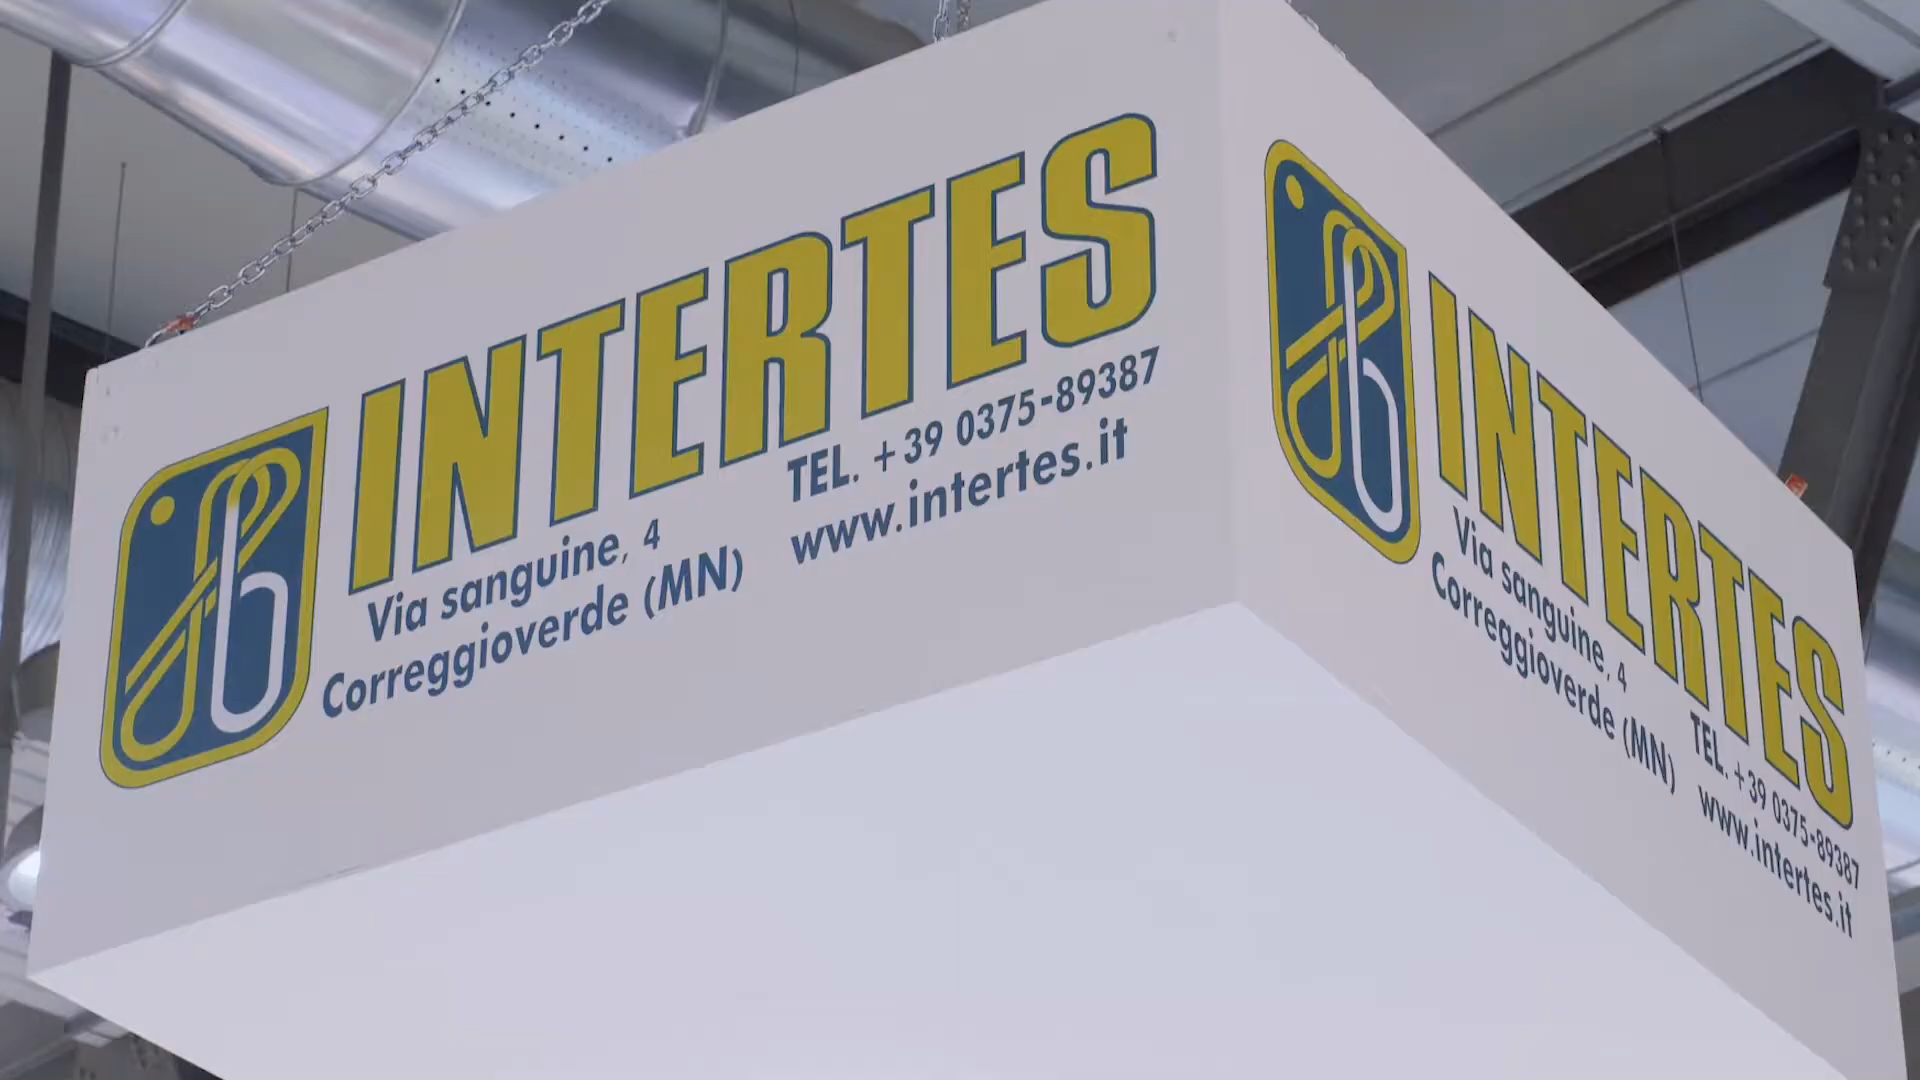 INTERTES
Via sanguine, 4
Correggioverde (MN)
TEL. +39 0375-89387
www.intertes.it
INTERTES
Via sanguine, 4
Correggioverde (MN)
TEL. +39 0375-89387
www.intertes.it